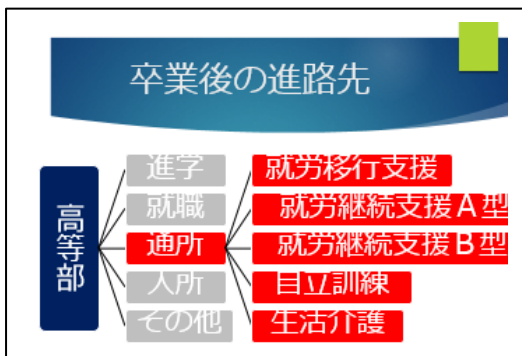 卒業後の進路先
高等部
進学
就職
通所
入所
その他
就労移行支援
就労継続支援A型
就労継続支援B型
自立訓練
生活介護